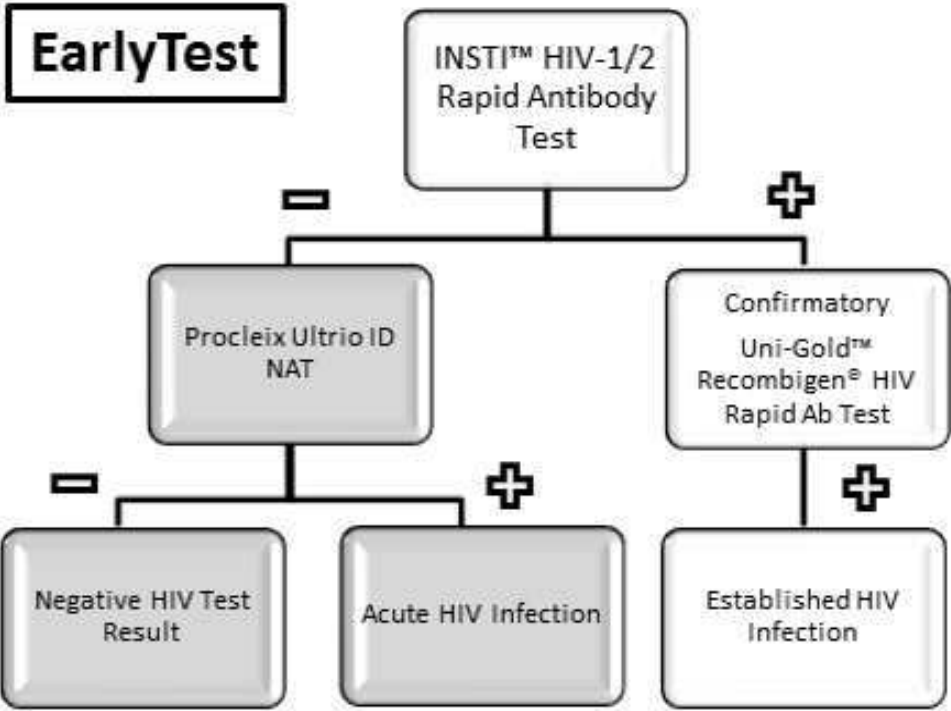 EarlyTest
INSTI™ HIV-1/2
Rapid Antibody
Test
Procleix Ultrio ID
NAT
Confirmatory
Uni-Gold™
Recombigen® HIV
Rapid Ab Test
Negative HIV Test
Result
Acute HIV Infection
Established HIV
Infection